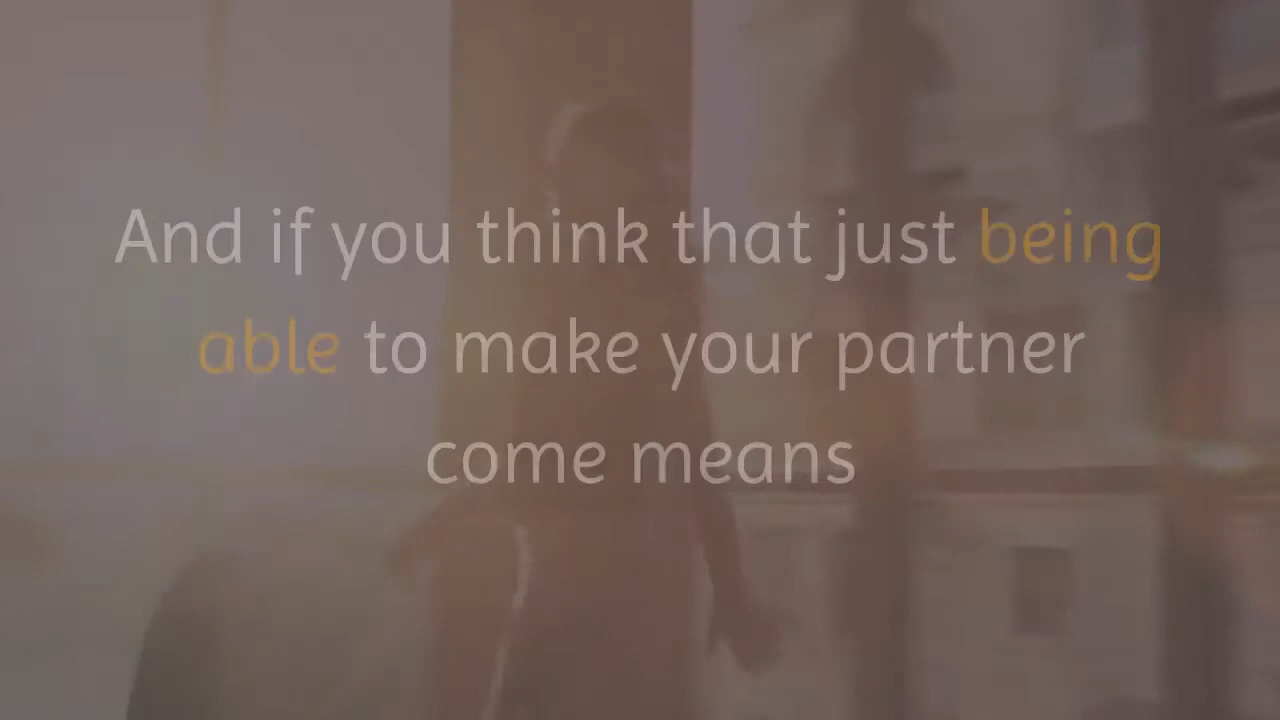 And if you think that just being
able to make your partner
come means